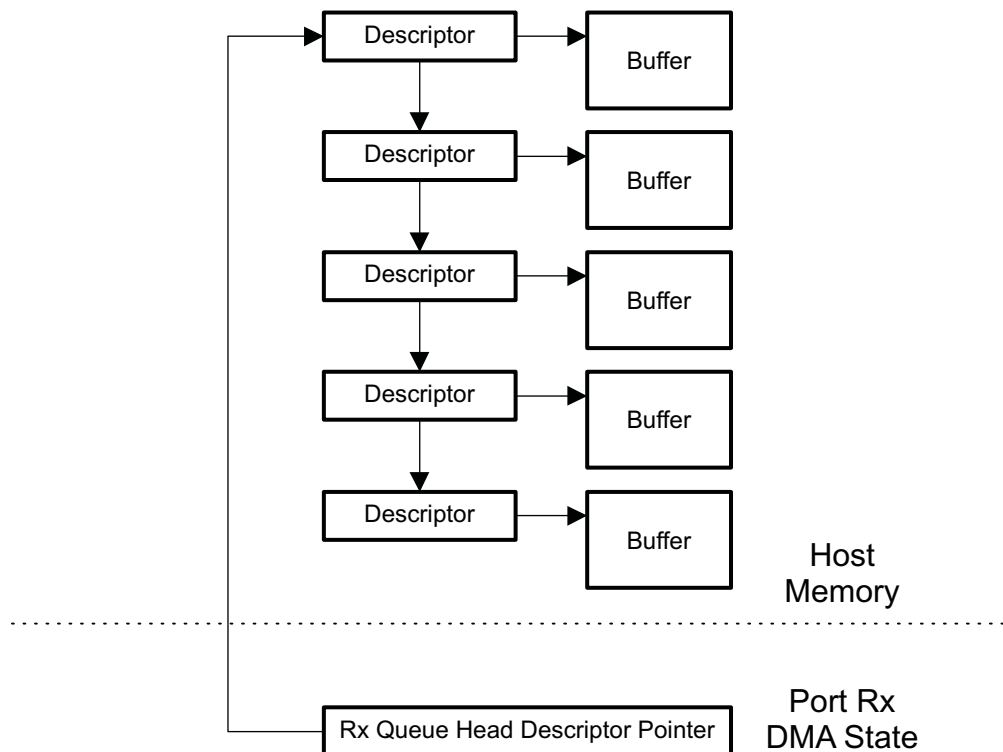 Descriptor
Buffer
Descriptor
Buffer
Descriptor
Buffer
Descriptor
Buffer
Descriptor
Buffer
Host
Memory
Port Rx
DMA State
Rx Queue Head Descriptor Pointer